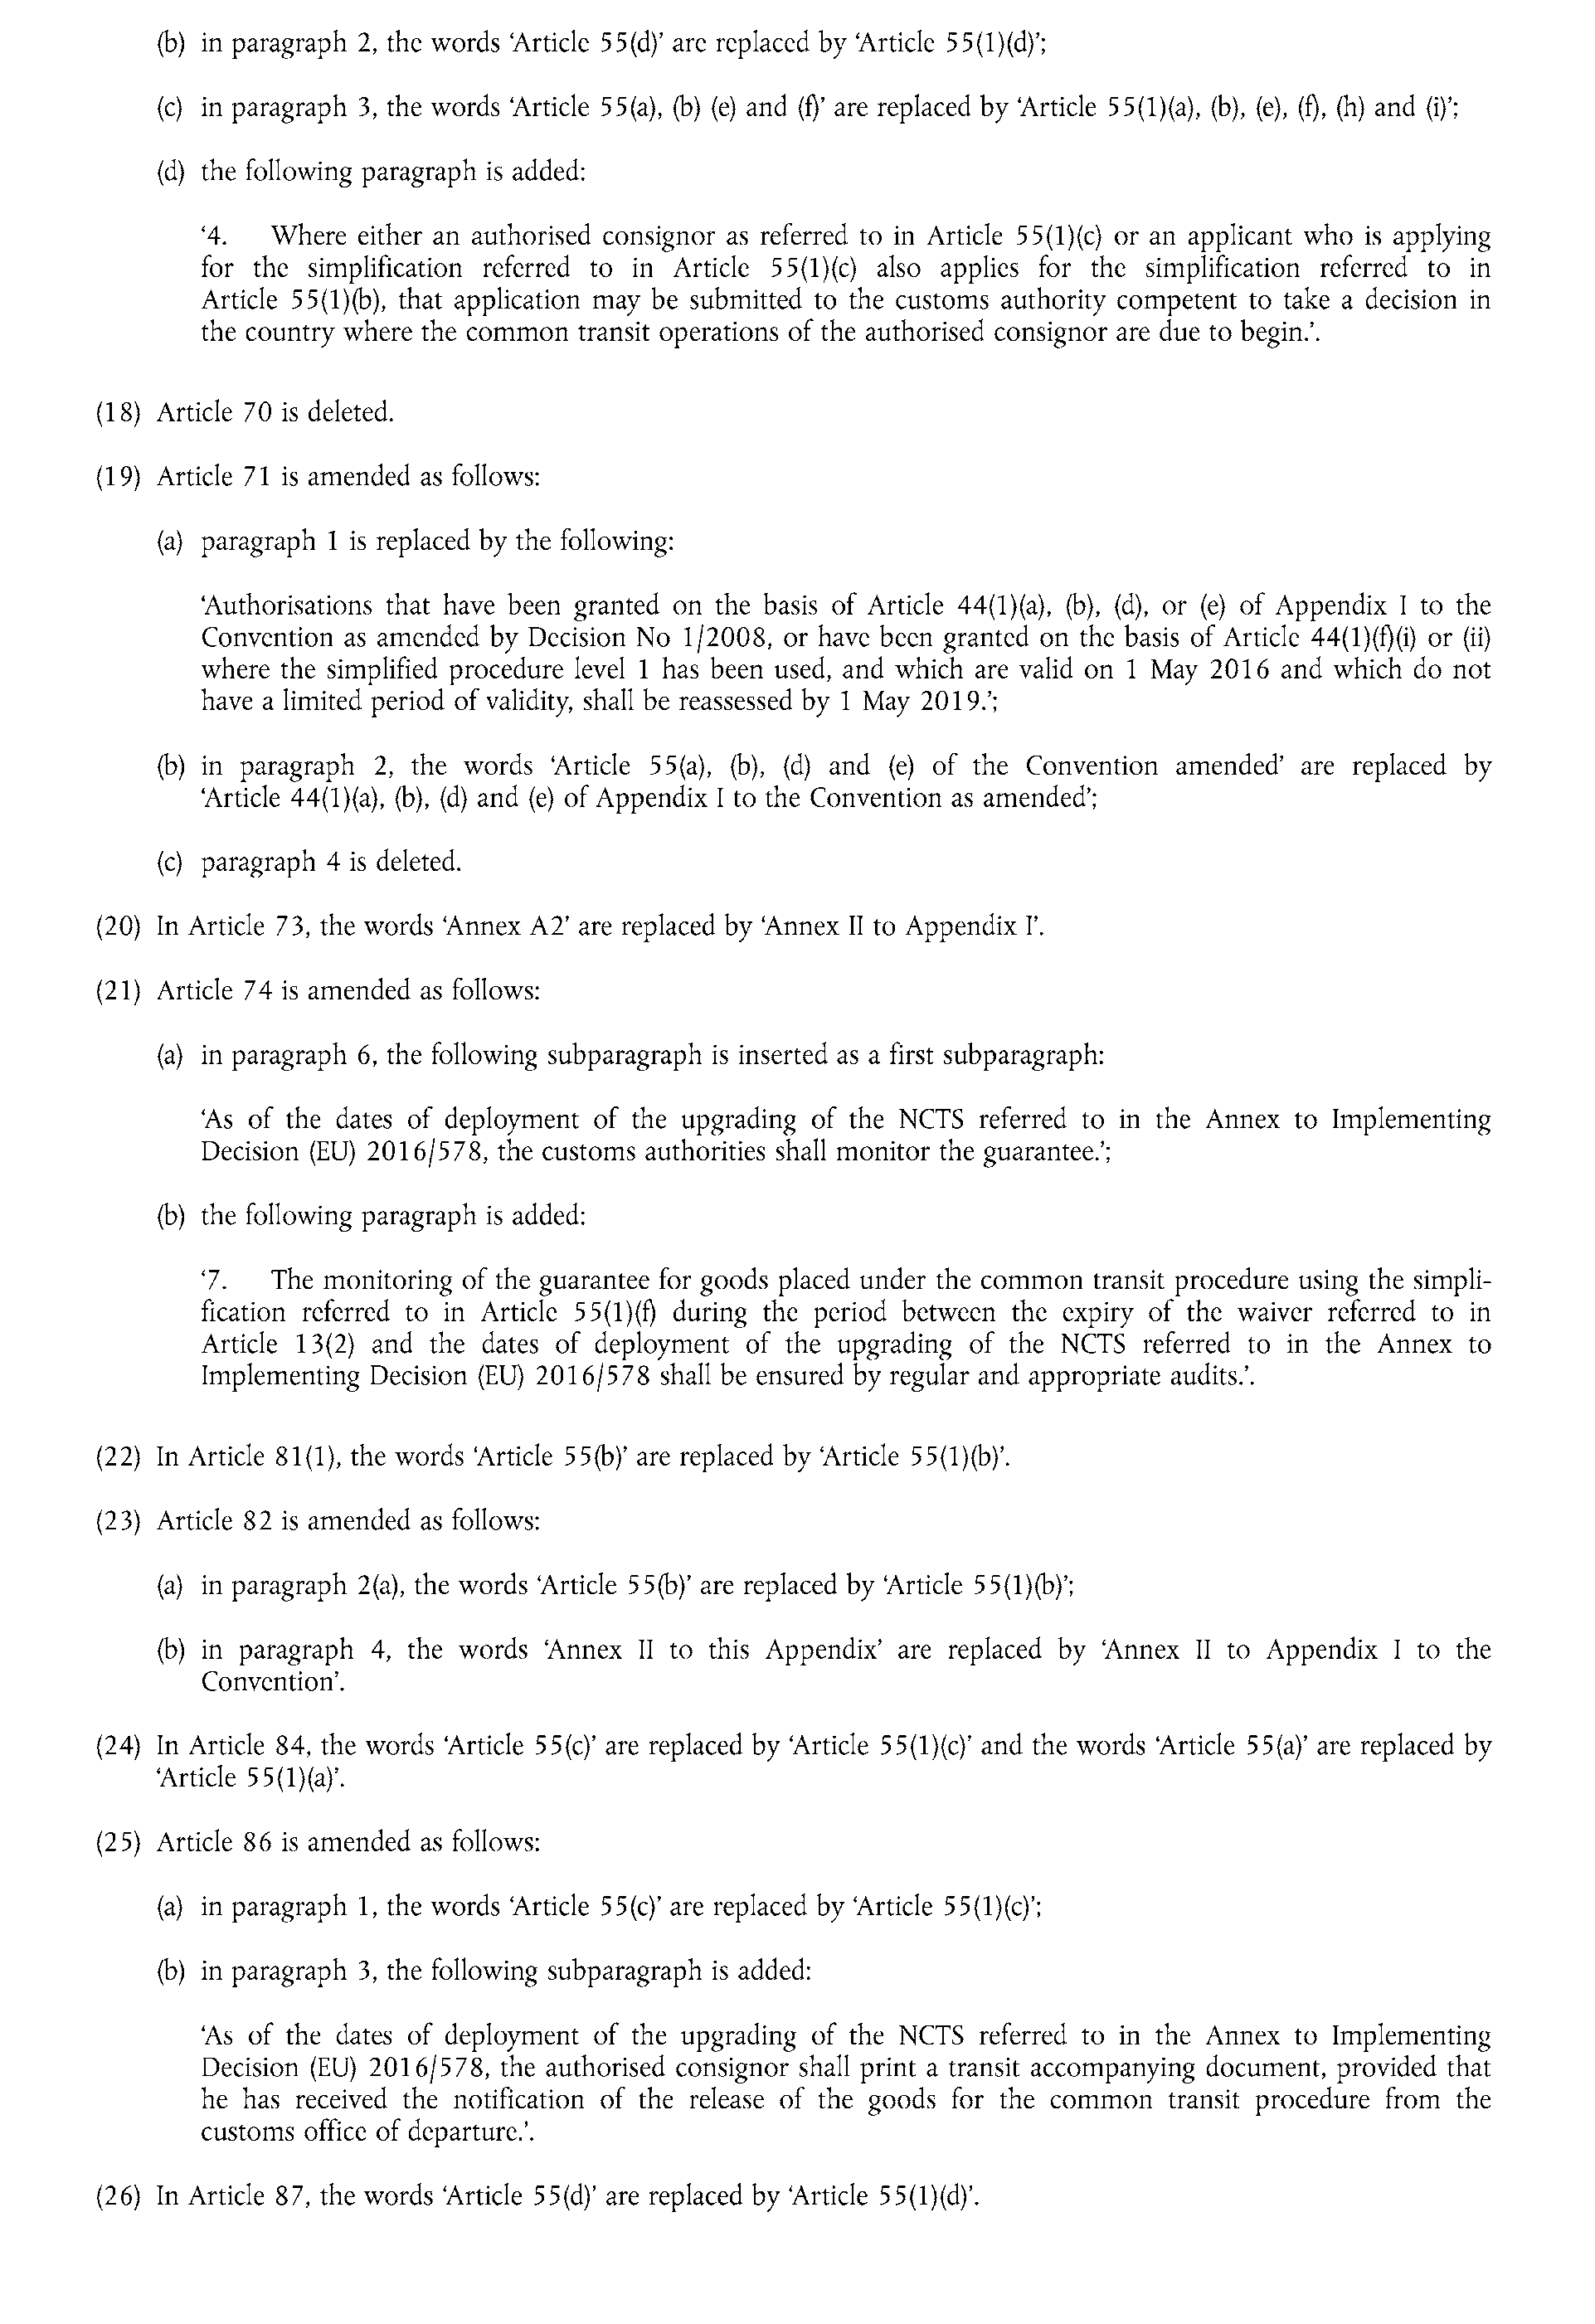 (b) in paragraph 2, the words ‘Article 55(d)’ are replaced by ‘Article 55(1)(d)’;
(c) in paragraph 3, the words ‘Article 55(a), (b) (e) and (f)’ are replaced by ‘Article 55(1)(a), (b), (e), (f), (h) and (i)’;
(d) the following paragraph is added:
‘4. Where either an authorised consignor as referred to in Article 55(1)(c) or an applicant who is applying
for the simplification referred to in Article 55(1)(c) also applies for the simplification referred to in
Article 55(1)(b), that application may be submitted to the customs authority competent to take a decision in
the country where the common transit operations of the authorised consignor are due to begin.’.
(18) Article 70 is deleted.
(19) Article 71 is amended as follows:
(a) paragraph 1 is replaced by the following:
‘Authorisations that have been granted on the basis of Article 44(1)(a), (b), (d), or (e) of Appendix I to the
Convention as amended by Decision No 1/2008, or have been granted on the basis of Article 44(1)(f)(i) or (ii)
where the simplified procedure level 1 has been used, and which are valid on 1 May 2016 and which do not
have a limited period of validity, shall be reassessed by 1 May 2019.’;
(b) in paragraph 2, the words ‘Article 55(a), (b), (d) and (e) of the Convention amended’ are replaced by
‘Article 44(1)(a), (b), (d) and (e) of Appendix I to the Convention as amended’;
(c) paragraph 4 is deleted.
(20) In Article 73, the words ‘Annex A2’ are replaced by ‘Annex II to Appendix I’.
(21) Article 74 is amended as follows:
(a) in paragraph 6, the following subparagraph is inserted as a first subparagraph:
‘As of the dates of deployment of the upgrading of the NCTS referred to in the Annex to Implementing
Decision (EU) 2016/578, the customs authorities shall monitor the guarantee.’;
(b) the following paragraph is added:
‘7. The monitoring of the guarantee for goods placed under the common transit procedure using the simpli-
fication referred to in Article 55(1)(f) during the period between the expiry of the waiver referred to in
Article 13(2) and the dates of deployment of the upgrading of the NCTS referred to in the Annex to
Implementing Decision (EU) 2016/578 shall be ensured by regular and appropriate audits.’.
(22) In Article 81(1), the words ‘Article 55(b)’ are replaced by ‘Article 55(1)(b)’.
(23) Article 82 is amended as follows:
(a) in paragraph 2(a), the words ‘Article 55(b)’ are replaced by ‘Article 55(1)(b)’;
(b) in paragraph 4, the words ‘Annex II to this Appendix’ are replaced by ‘Annex II to Appendix I to the
Convention’.
(24) In Article 84, the words ‘Article 55(c)’ are replaced by ‘Article 55(1)(c)’ and the words ‘Article 55(a)’ are replaced by
‘Article 55(1)(a)’.
(25) Article 86 is amended as follows:
(a) in paragraph 1, the words ‘Article 55(c)’ are replaced by ‘Article 55(1)(c)’;
(b) in paragraph 3, the following subparagraph is added:
‘As of the dates of deployment of the upgrading of the NCTS referred to in the Annex to Implementing
Decision (EU) 2016/578, the authorised consignor shall print a transit accompanying document, provided that
he has received the notification of the release of the goods for the common transit procedure from the
customs office of departure.’.
(26) In Article 87, the words ‘Article 55(d)’ are replaced by ‘Article 55(1)(d)’.